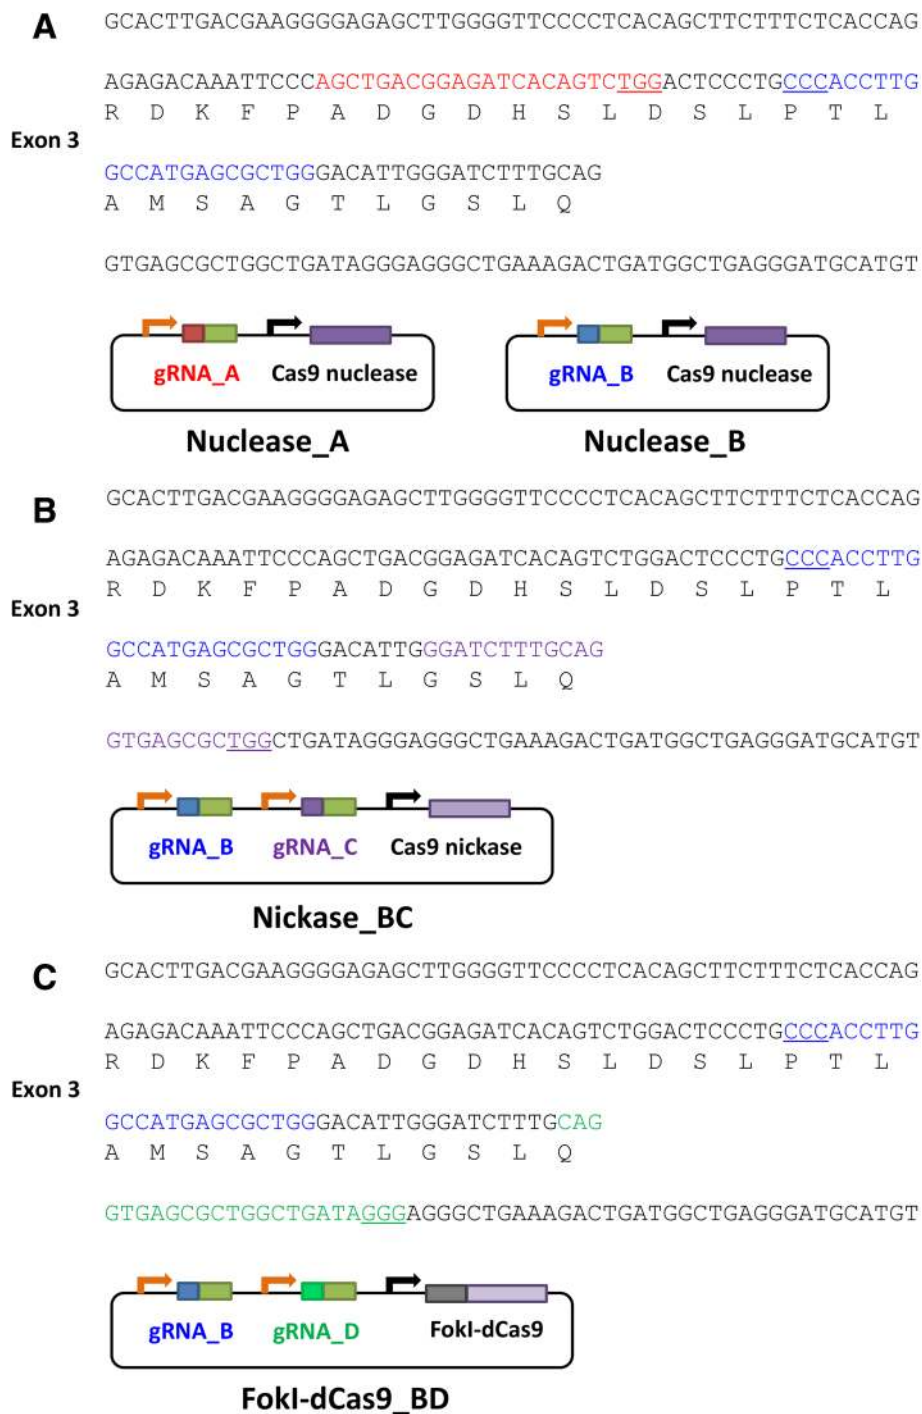 A
GCACTTGACGAAGGGGAGAGCTTGGGGTTCCCCTCACAGCTTCTTTCTCACCAG
AGAGACAAATTCCCAGCTGACGGAGATCACAGTCTGGACTCCCTGCCCACCTTG
R D K F P A D G D H S L D S L P T L
Exon 3
GCCATGAGCGCTGGGACATTGGGATCTTTGCAG
A M S A G T L G S L Q
GTGAGCGCTGGCTGATAGGGAGGGCTGAAAGACTGATGGCTGAGGGATGCATGT
gRNA_A Cas9 nuclease
Nuclease_A
gRNA_B Cas9 nuclease
Nuclease_B
B
GCACTTGACGAAGGGGAGAGCTTGGGGTTCCCCTCACAGCTTCTTTCTCACCAG
AGAGACAAATTCCCAGCTGACGGAGATCACAGTCTGGACTCCCTGCCCACCTTG
R D K F P A D G D H S L D S L P T L
Exon 3
GCCATGAGCGCTGGGACATTGGGATCTTTGCAG
A M S A G T L G S L Q
GTGAGCGCTGGCTGATAGGGAGGGCTGAAAGACTGATGGCTGAGGGATGCATGT
gRNA_B gRNA_C Cas9 nickase
Nickase_BC
C
GCACTTGACGAAGGGGAGAGCTTGGGGTTCCCCTCACAGCTTCTTTCTCACCAG
AGAGACAAATTCCCAGCTGACGGAGATCACAGTCTGGACTCCCTGCCCACCTTG
R D K F P A D G D H S L D S L P T L
Exon 3
GCCATGAGCGCTGGGACATTGGGATCTTTGCAG
A M S A G T L G S L Q
GTGAGCGCTGGCTGATAGGGAGGGCTGAAAGACTGATGGCTGAGGGATGCATGT
gRNA_B gRNA_D FokI-dCas9
FokI-dCas9_BD